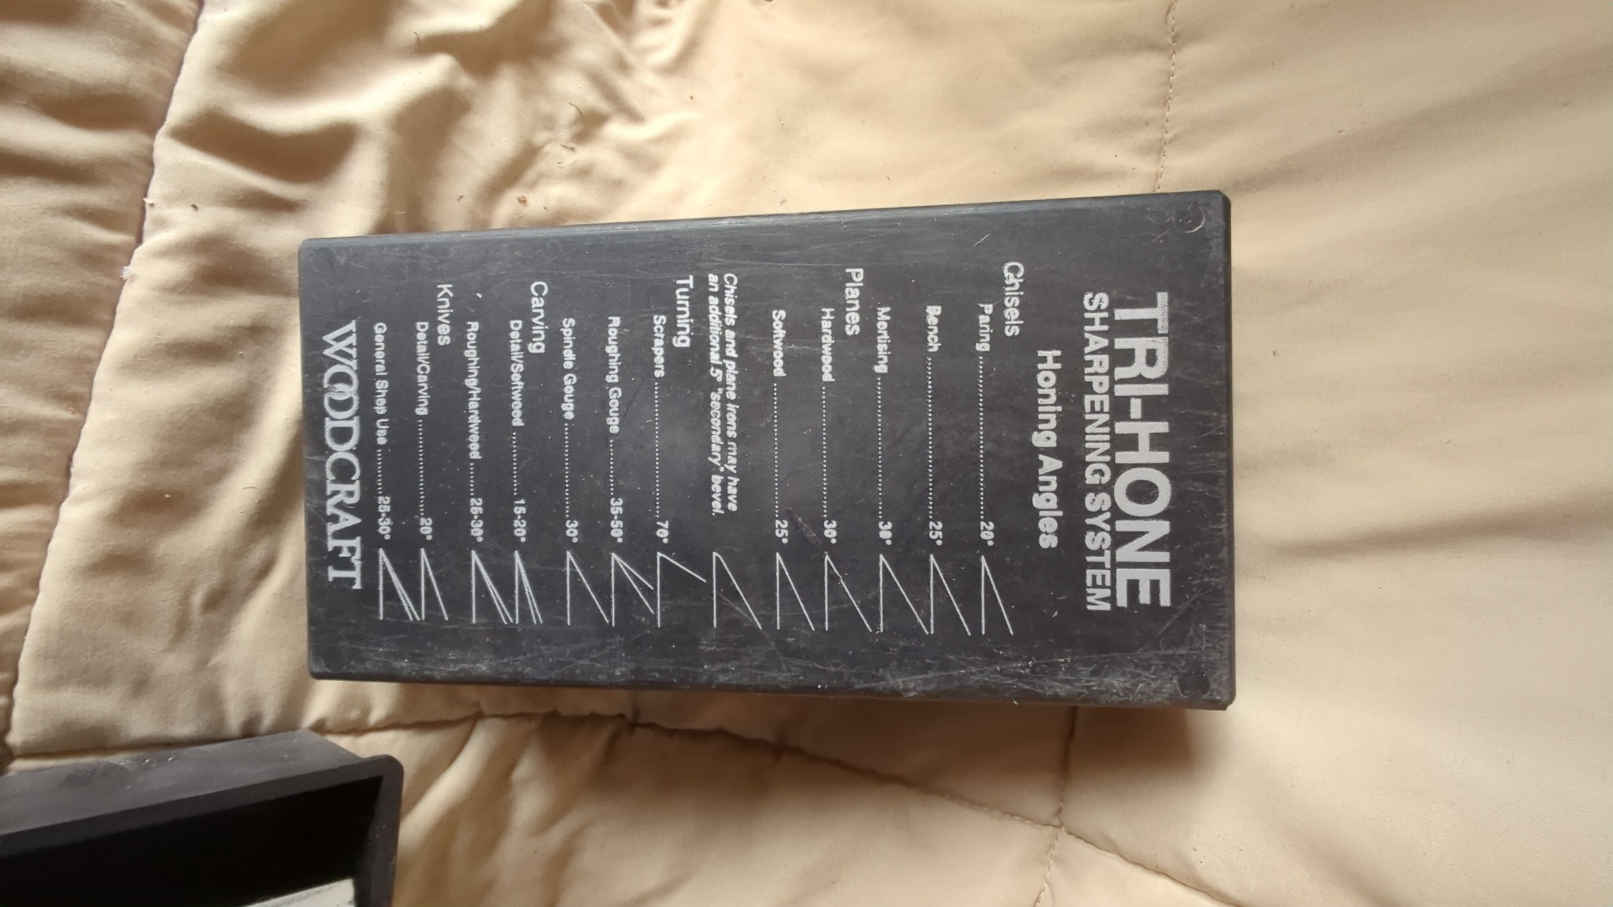 TRI-HONE
SHARPENING SYSTEM
Honing Angles
Chisels
Paring .................... 20°
Bench .................... 25°
Mortising .................... 30°
Planes
Hardwood .................... 30°
Softwood .................... 25°
Chisels and plane irons may have
an additional 5° "secondary" bevel.
Turning
Scrapers .................... 70°
Roughing Gouge .......... 35-50°
Spindle Gouge .............. 30°
Carving
Detail/Softwood ........... 15-20°
Roughing/Hardwood ...... 25-30°
Knives
Detail/Carving ................ 20°
General Shop Use ......... 25-30°
WOODCRAFT